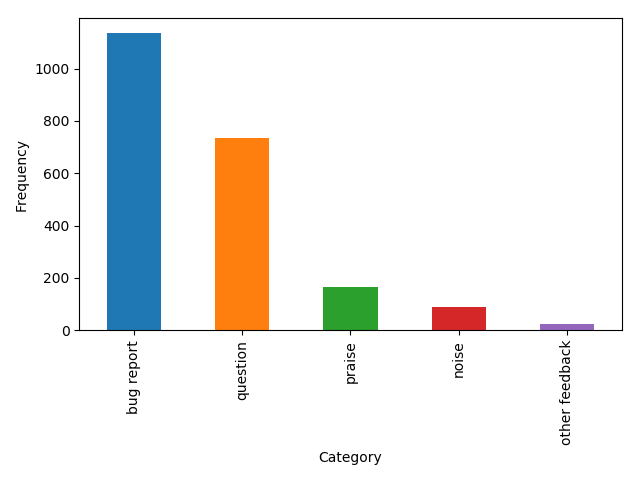 1000
800
600
400
200
0
Frequency
bug report
question
praise
noise
other feedback
Category